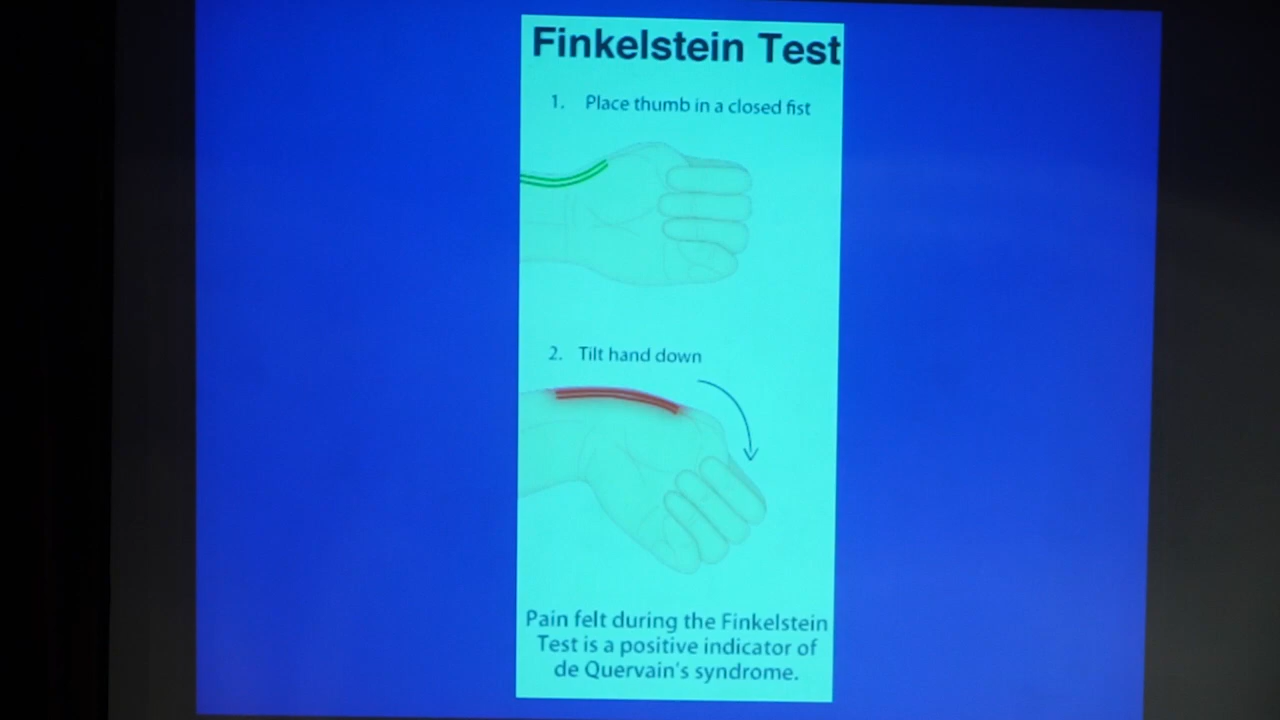 Finkelstein Test
1. Place thumb in a closed fist
2. Tilt hand down
Pain felt during the Finkelstein
Test is a positive indicator of
de Quervain's syndrome.